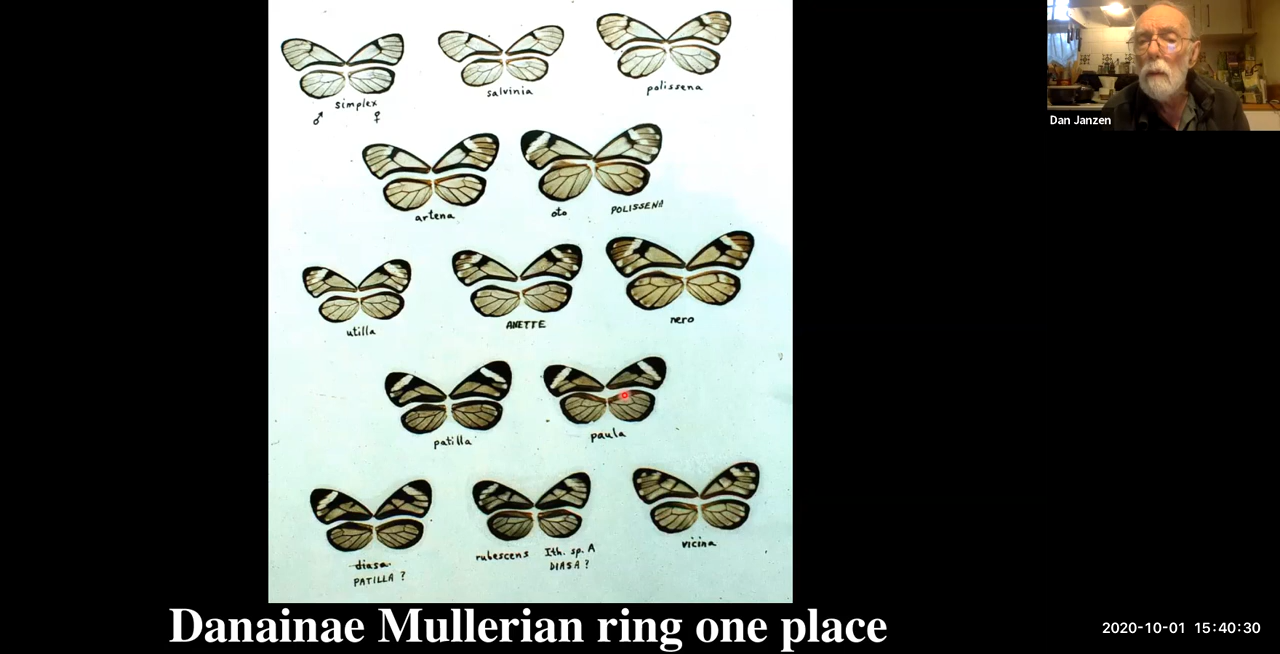 simplex
♂ ♀
salvinia
polissena
Dan Janzen
artena
oto
POLISSENA
utilla
ANETTE
nero
patilla
paula
diasa
PATILLA ?
rubescens
Ith. sp. A
DIASA ?
vicina
Danainae Mullerian ring one place
2020-10-01 15:40:30